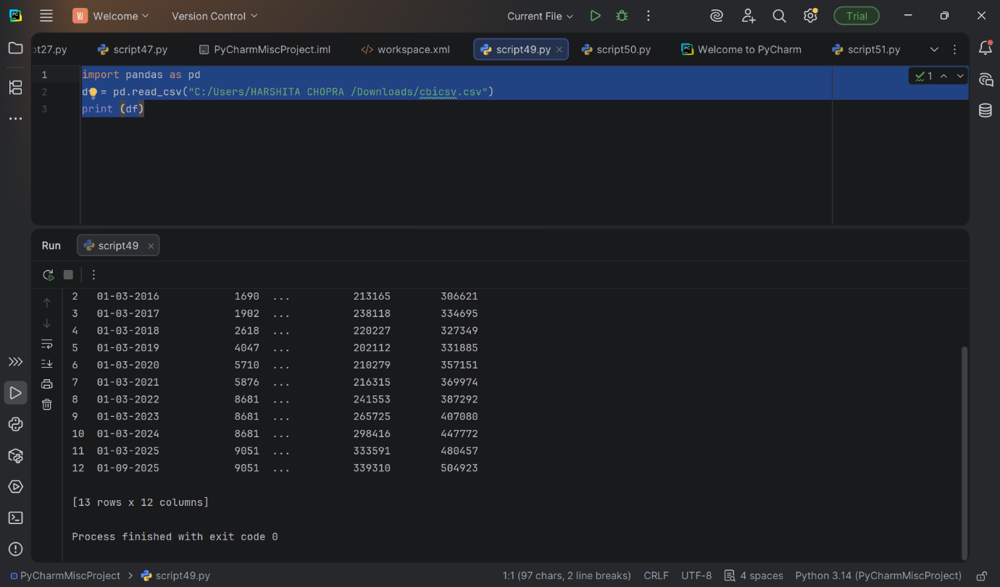 W Welcome Version Control Current File Trial
t27.py script47.py PyCharmMiscProject.iml workspace.xml script49.py script50.py Welcome to PyCharm script51.py
1 import pandas as pd 1
2 = pd.read_csv("C:/Users/HARSHITA CHOPRA /Downloads/cbicsv.csv")
3 print (df)
Run script49
2 01-03-2016 1690 ... 213165 306621
3 01-03-2017 1902 ... 238118 334695
4 01-03-2018 2618 ... 220227 327349
5 01-03-2019 4047 ... 202112 331885
6 01-03-2020 5710 ... 210279 357151
7 01-03-2021 5876 ... 216315 369974
8 01-03-2022 8681 ... 241553 387292
9 01-03-2023 8681 ... 265725 407080
10 01-03-2024 8681 ... 298416 447772
11 01-03-2025 9051 ... 333591 480457
12 01-09-2025 9051 ... 339310 504923
[13 rows x 12 columns]
Process finished with exit code 0
PyCharmMiscProject > script49.py 1:1 (97 chars, 2 line breaks) CRLF UTF-8 4 spaces Python 3.14 (PyCharmMiscProject)